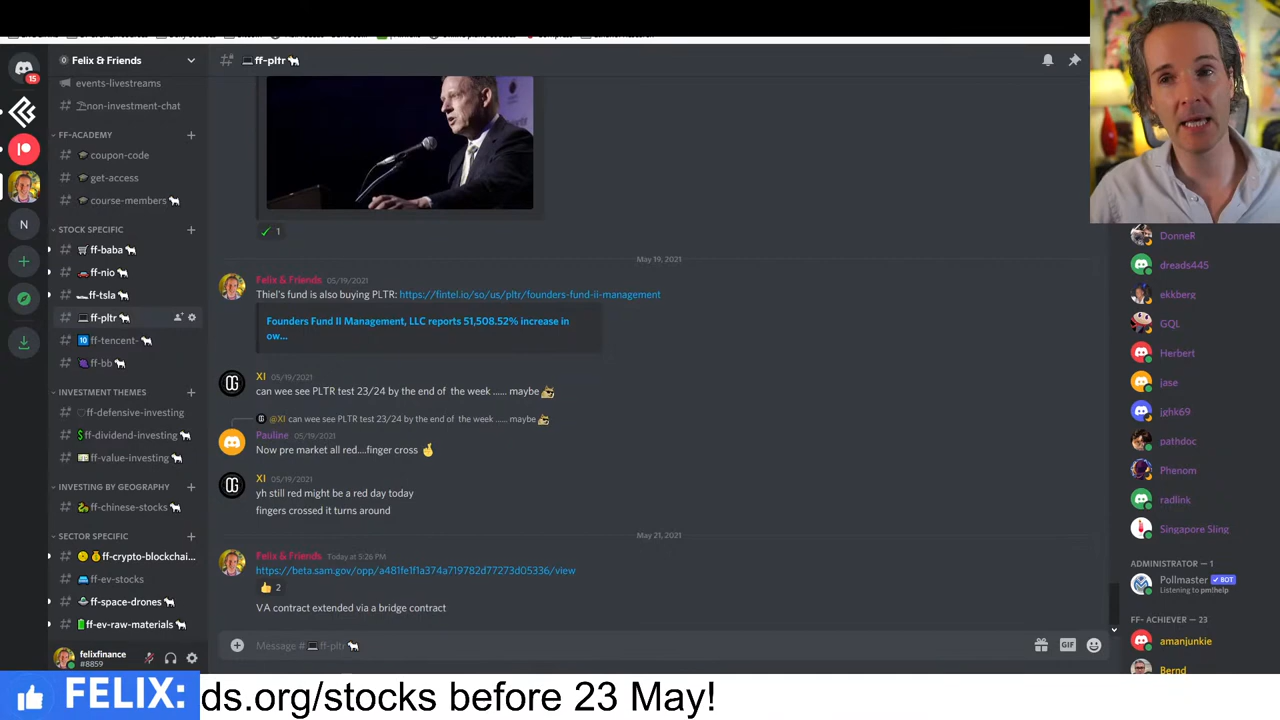 Felix & Friends
ff-pltr
15
events-livestreams
non-investment-chat
FF-ACADEMY
coupon-code
get-access
course-members
STOCK SPECIFIC
ff-baba
ff-nio
ff-tsla
ff-pltr
ff-tencent-
ff-bb
INVESTMENT THEMES
ff-defensive-investing
ff-dividend-investing
ff-value-investing
INVESTING BY GEOGRAPHY
ff-chinese-stocks
SECTOR SPECIFIC
ff-crypto-blockchai...
ff-ev-stocks
ff-space-drones
ff-ev-raw-materials
felixfinance
#8859
N
1
May 19, 2021
Felix & Friends 05/19/2021
Thiel's fund is also buying PLTR: https://fintel.io/so/us/pltr/founders-fund-ii-management
Founders Fund II Management, LLC reports 51,508.52% increase in
ow...
XI 05/19/2021
can wee see PLTR test 23/24 by the end of the week ...... maybe
@XI can wee see PLTR test 23/24 by the end of the week ...... maybe
Pauline 05/19/2021
Now pre market all red....finger cross
XI 05/19/2021
yh still red might be a red day today
fingers crossed it turns around
May 21, 2021
Felix & Friends Today at 5:26 PM
https://beta.sam.gov/opp/a481fe1f1a374a719782d77273d05336/view
2
VA contract extended via a bridge contract
Message # ff-pltr
GIF
DonneR
dreads445
ekkberg
GQL
Herbert
jase
jghk69
pathdoc
Phenom
radlink
Singapore Sling
ADMINISTRATOR — 1
Pollmaster BOT
Listening to pm!help
FF- ACHIEVER — 23
amanjunkie
Bernd
FELIX:
ds.org/stocks before 23 May!